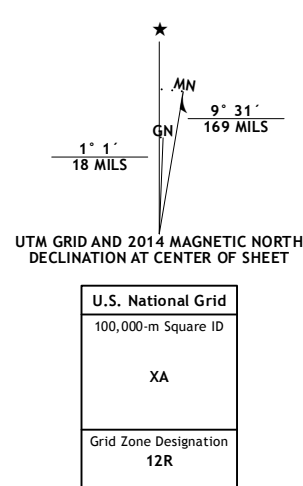 ★
MN
9° 31´
169 MILS
GN
1° 1´
18 MILS
UTM GRID AND 2014 MAGNETIC NORTH
DECLINATION AT CENTER OF SHEET
U.S. National Grid
100,000-m Square ID
XA
Grid Zone Designation
12R